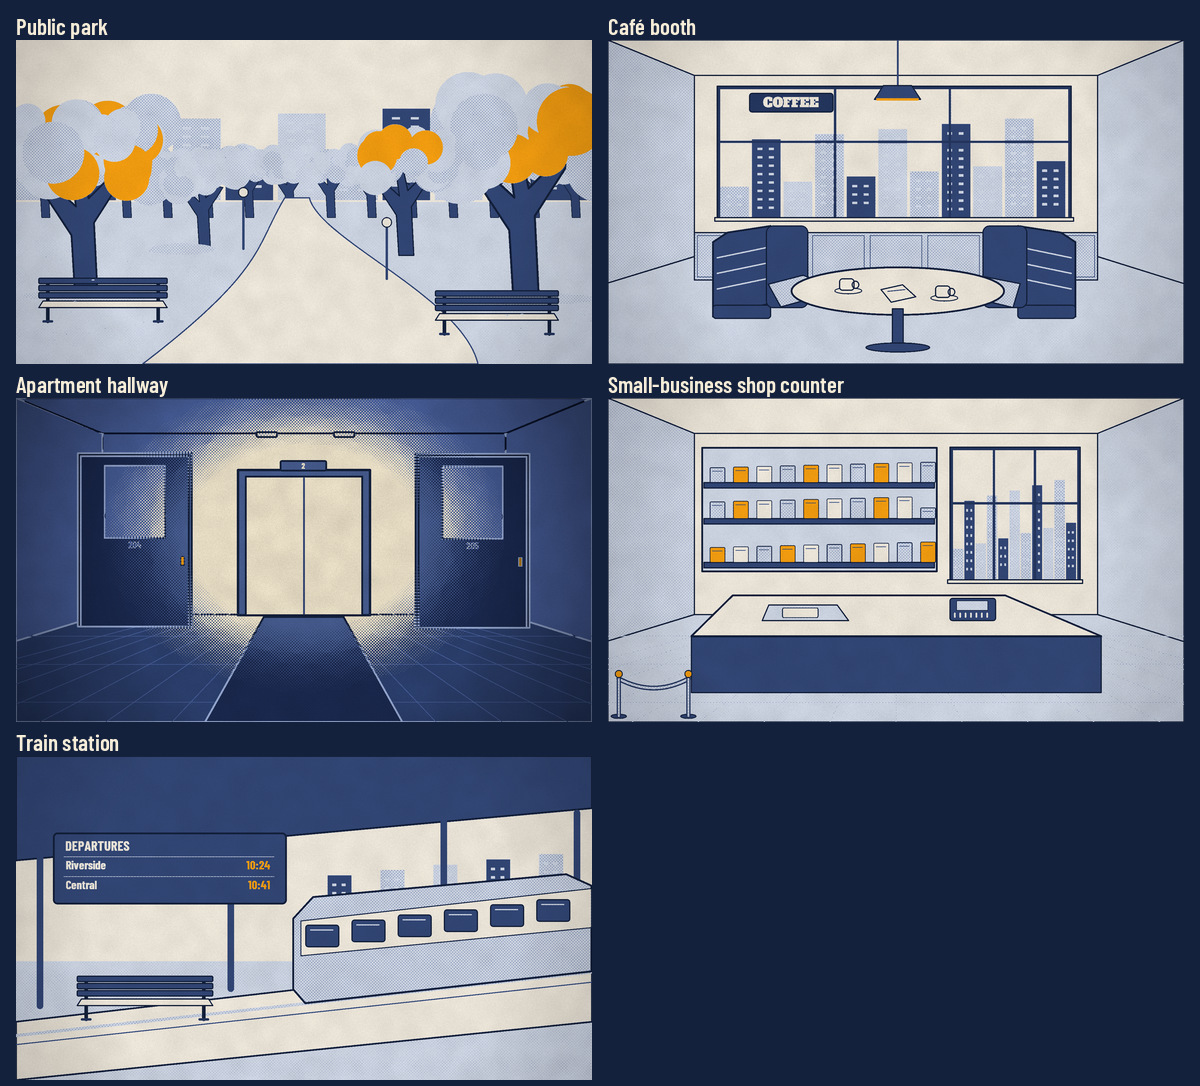 Public park
Café booth
COFFEE
Apartment hallway
2
204
205
Small-business shop counter
Train station
DEPARTURES
Riverside 10:24
Central 10:41